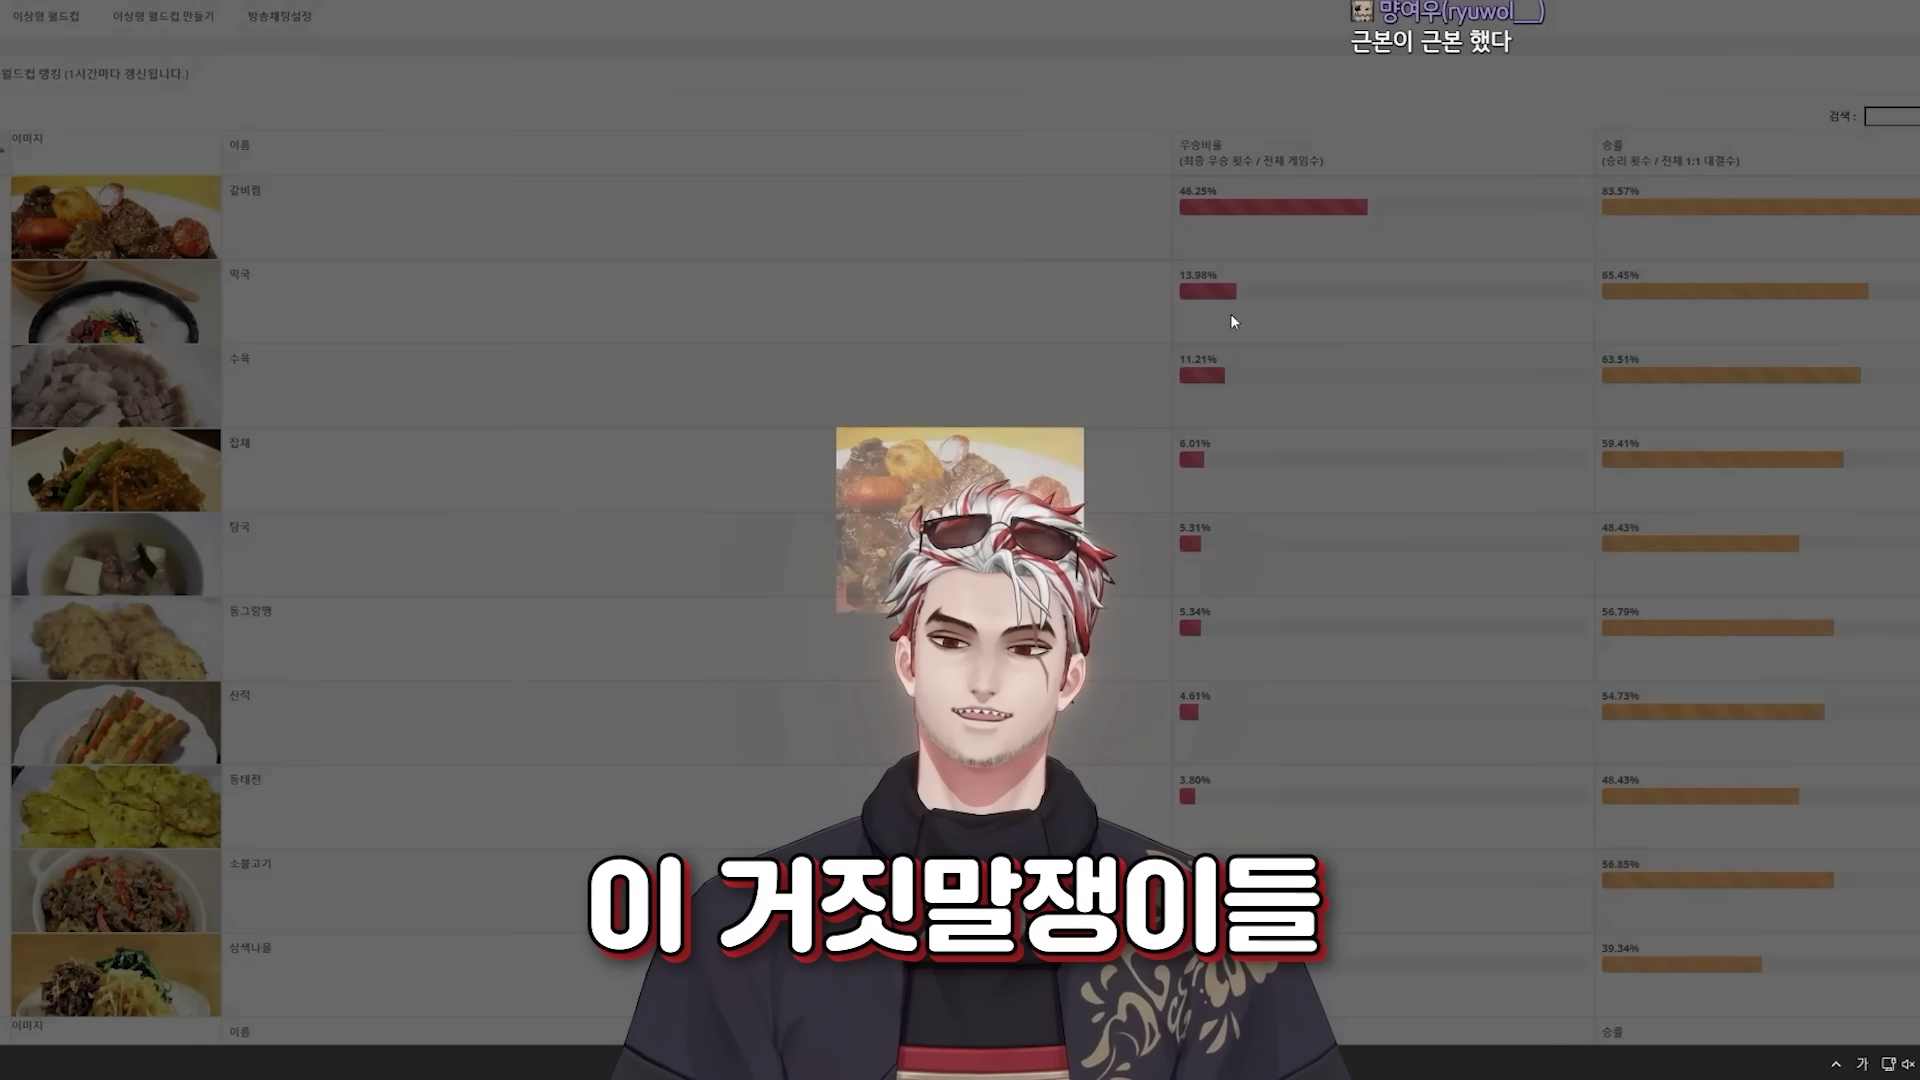 이상형 월드컵 이상형 월드컵 만들기 방송채팅설정
먕여우(ryuwol__)
근본이 근본 했다
월드컵 랭킹 (1시간마다 갱신됩니다.)
검색 :
이미지 이름 우승비율 승률
(최종 우승 횟수 / 전체 게임수) (승리 횟수 / 전체 1:1 대결수)
갈비찜 46.25% 83.57%
떡국 13.98% 65.45%
수육 11.21% 63.51%
잡채 6.01% 59.41%
탕국 5.31% 48.43%
동그랑땡 5.34% 56.79%
산적 4.61% 54.73%
동태전 3.80% 48.43%
소불고기 56.85%
삼색나물 39.34%
이 거짓말쟁이들
이미지 이름 승률
가